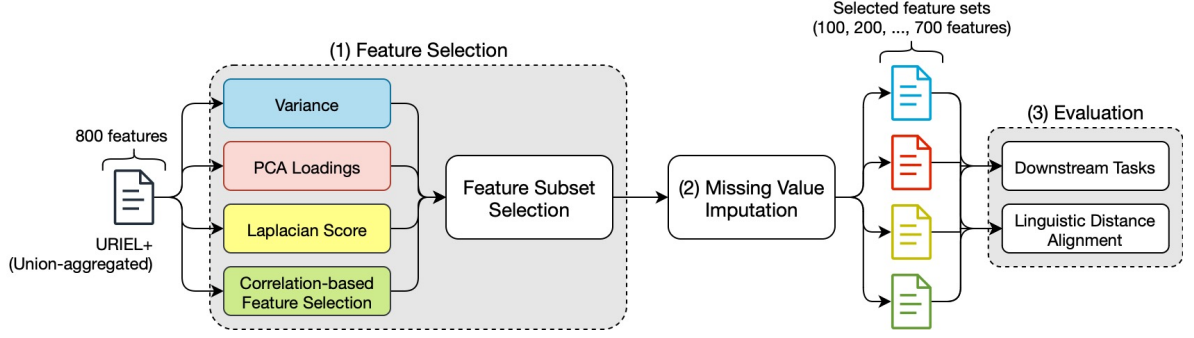 800 features
URIEL+
(Union-aggregated)
(1) Feature Selection
Variance
PCA Loadings
Laplacian Score
Correlation-based
Feature Selection
Feature Subset
Selection
(2) Missing Value
Imputation
Selected feature sets
(100, 200, ..., 700 features)
(3) Evaluation
Downstream Tasks
Linguistic Distance
Alignment